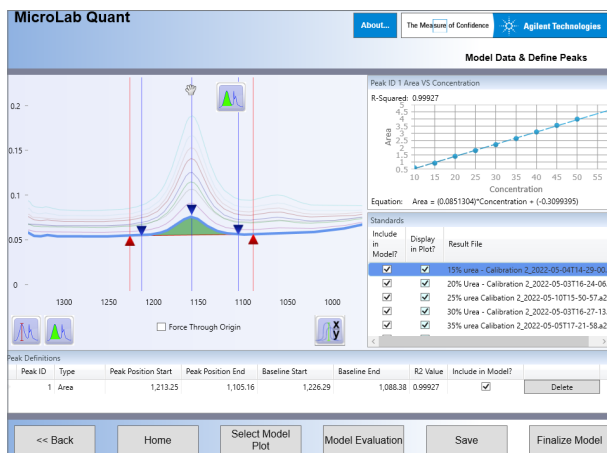 MicroLab Quant
About...
The Measure of Confidence
Agilent Technologies
Model Data & Define Peaks
Peak ID 1 Area VS Concentration
R-Squared: 0.99927
5
4.5
4
3.5
3
2.5
2
1.5
1
0.5
Area
10 15 20 25 30 35 40 45 50 55
Concentration
Equation: Area = (0.0851304)*Concentration + (-0.3099395)
0.2
0.15
0.1
0.05
0
1300 1250 1200 1150 1100 1050 1000
Force Through Origin
X
y
Standards
Include in Model? Display in Plot? Result File
15% urea - Calibration 2_2022-05-04T14-29-00.
20% Urea - Calibration 2_2022-05-03T16-24-06.
25% urea Calibation 2_2022-05-10T15-50-57.a2
30% Urea - Calibration 2_2022-05-03T16-27-13.
35% urea Calibation 2_2022-05-05T17-21-58.a2
Peak Definitions
Peak ID Type Peak Position Start Peak Position End Baseline Start Baseline End R2 Value Include in Model?
1 Area 1,213.25 1,105.16 1,226.29 1,088.38 0.99927 Delete
<< Back Home Select Model Plot Model Evaluation Save Finalize Model